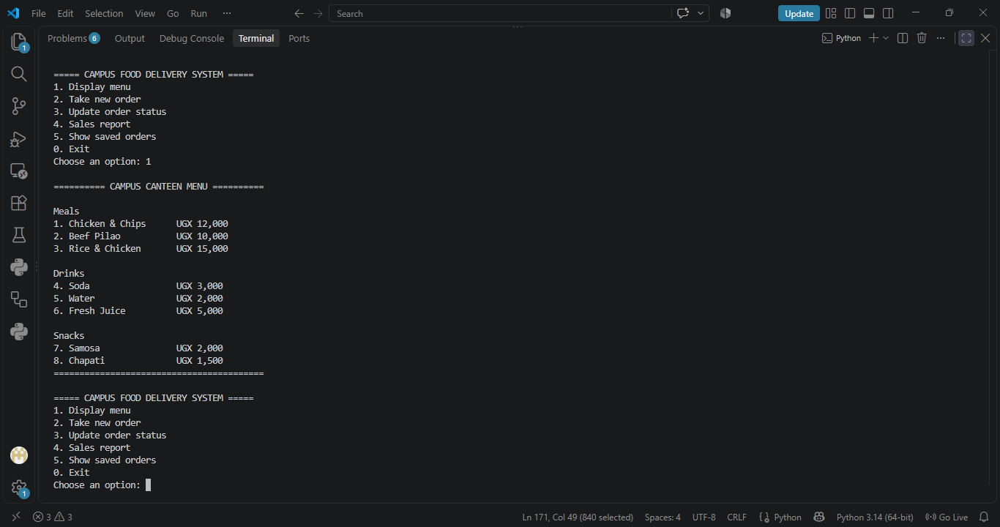 File Edit Selection View Go Run ··· Search Update
Problems 6 Output Debug Console Terminal Ports Python
1
===== CAMPUS FOOD DELIVERY SYSTEM =====
1. Display menu
2. Take new order
3. Update order status
4. Sales report
5. Show saved orders
0. Exit
Choose an option: 1
========== CAMPUS CANTEEN MENU ==========
Meals
1. Chicken & Chips UGX 12,000
2. Beef Pilao UGX 10,000
3. Rice & Chicken UGX 15,000
Drinks
4. Soda UGX 3,000
5. Water UGX 2,000
6. Fresh Juice UGX 5,000
Snacks
7. Samosa UGX 2,000
8. Chapati UGX 1,500
=========================================
===== CAMPUS FOOD DELIVERY SYSTEM =====
1. Display menu
2. Take new order
3. Update order status
4. Sales report
5. Show saved orders
0. Exit
Choose an option:
1
3 3 Ln 171, Col 49 (840 selected) Spaces: 4 UTF-8 CRLF Python Python 3.14 (64-bit) Go Live